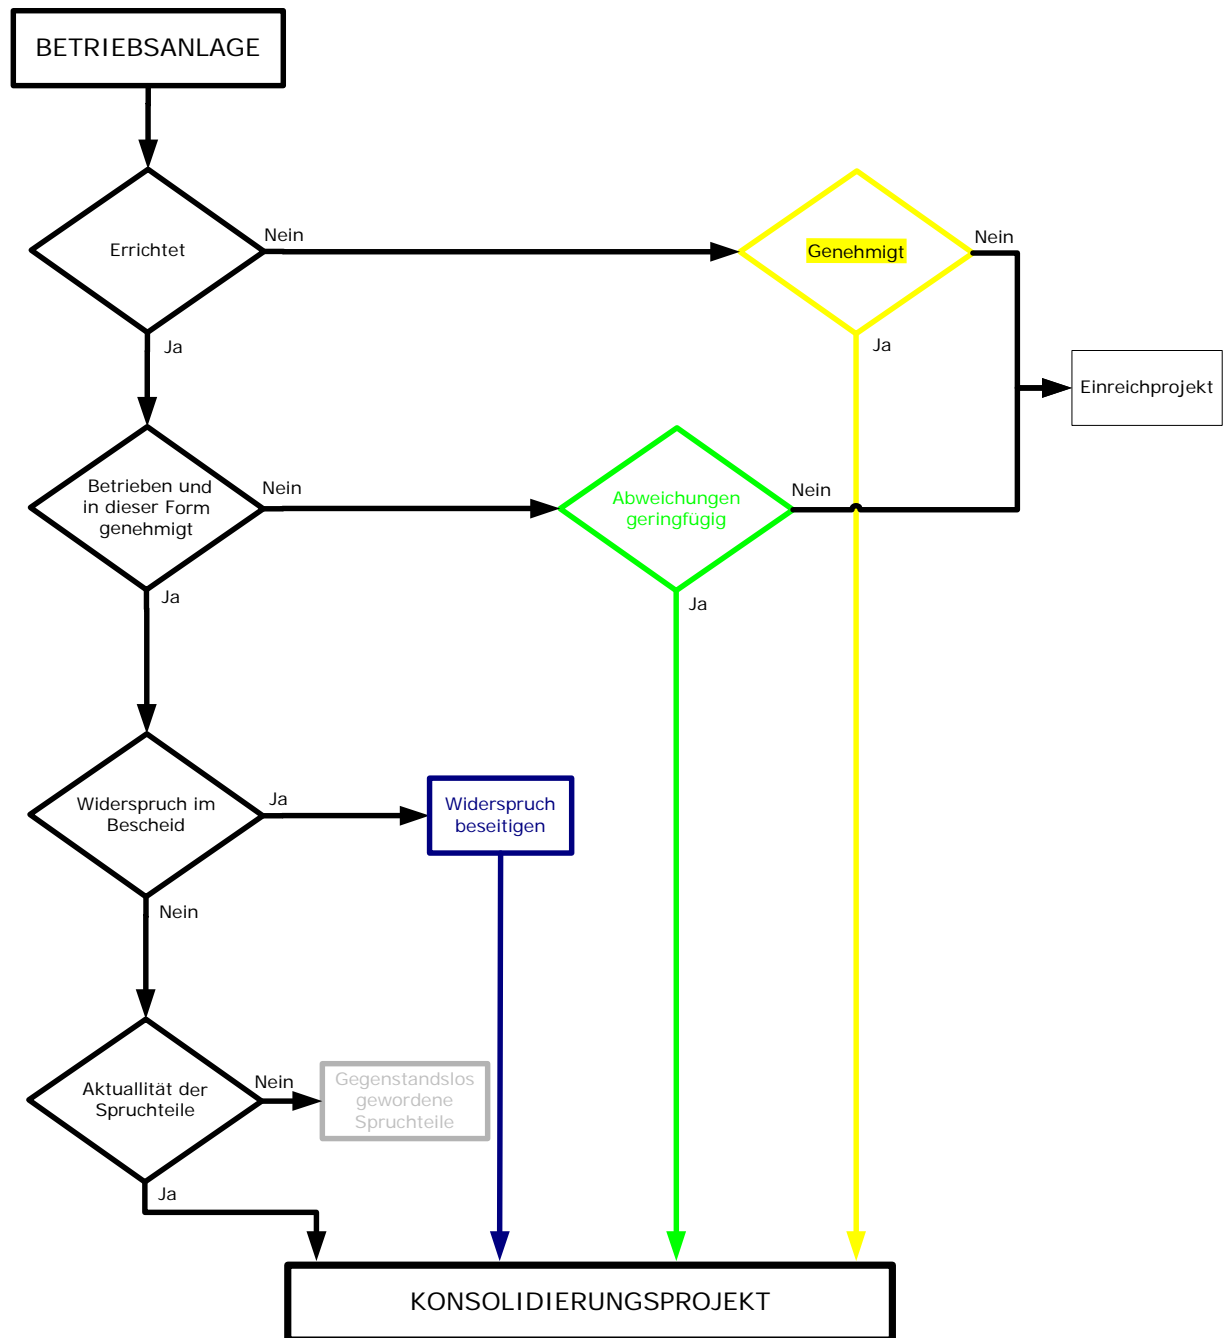 BETRIEBSANLAGE
Errichtet
Nein
Genehmigt
Nein
Ja
Ja
Einreichprojekt
Betrieben und
in dieser Form
genehmigt
Nein
Abweichungen
geringfügig
Nein
Ja
Ja
Widerspruch im
Bescheid
Ja
Widerspruch
beseitigen
Nein
Aktuallität der
Spruchteile
Nein
Gegenstandslos
gewordene
Spruchteile
Ja
KONSOLIDIERUNGSPROJEKT